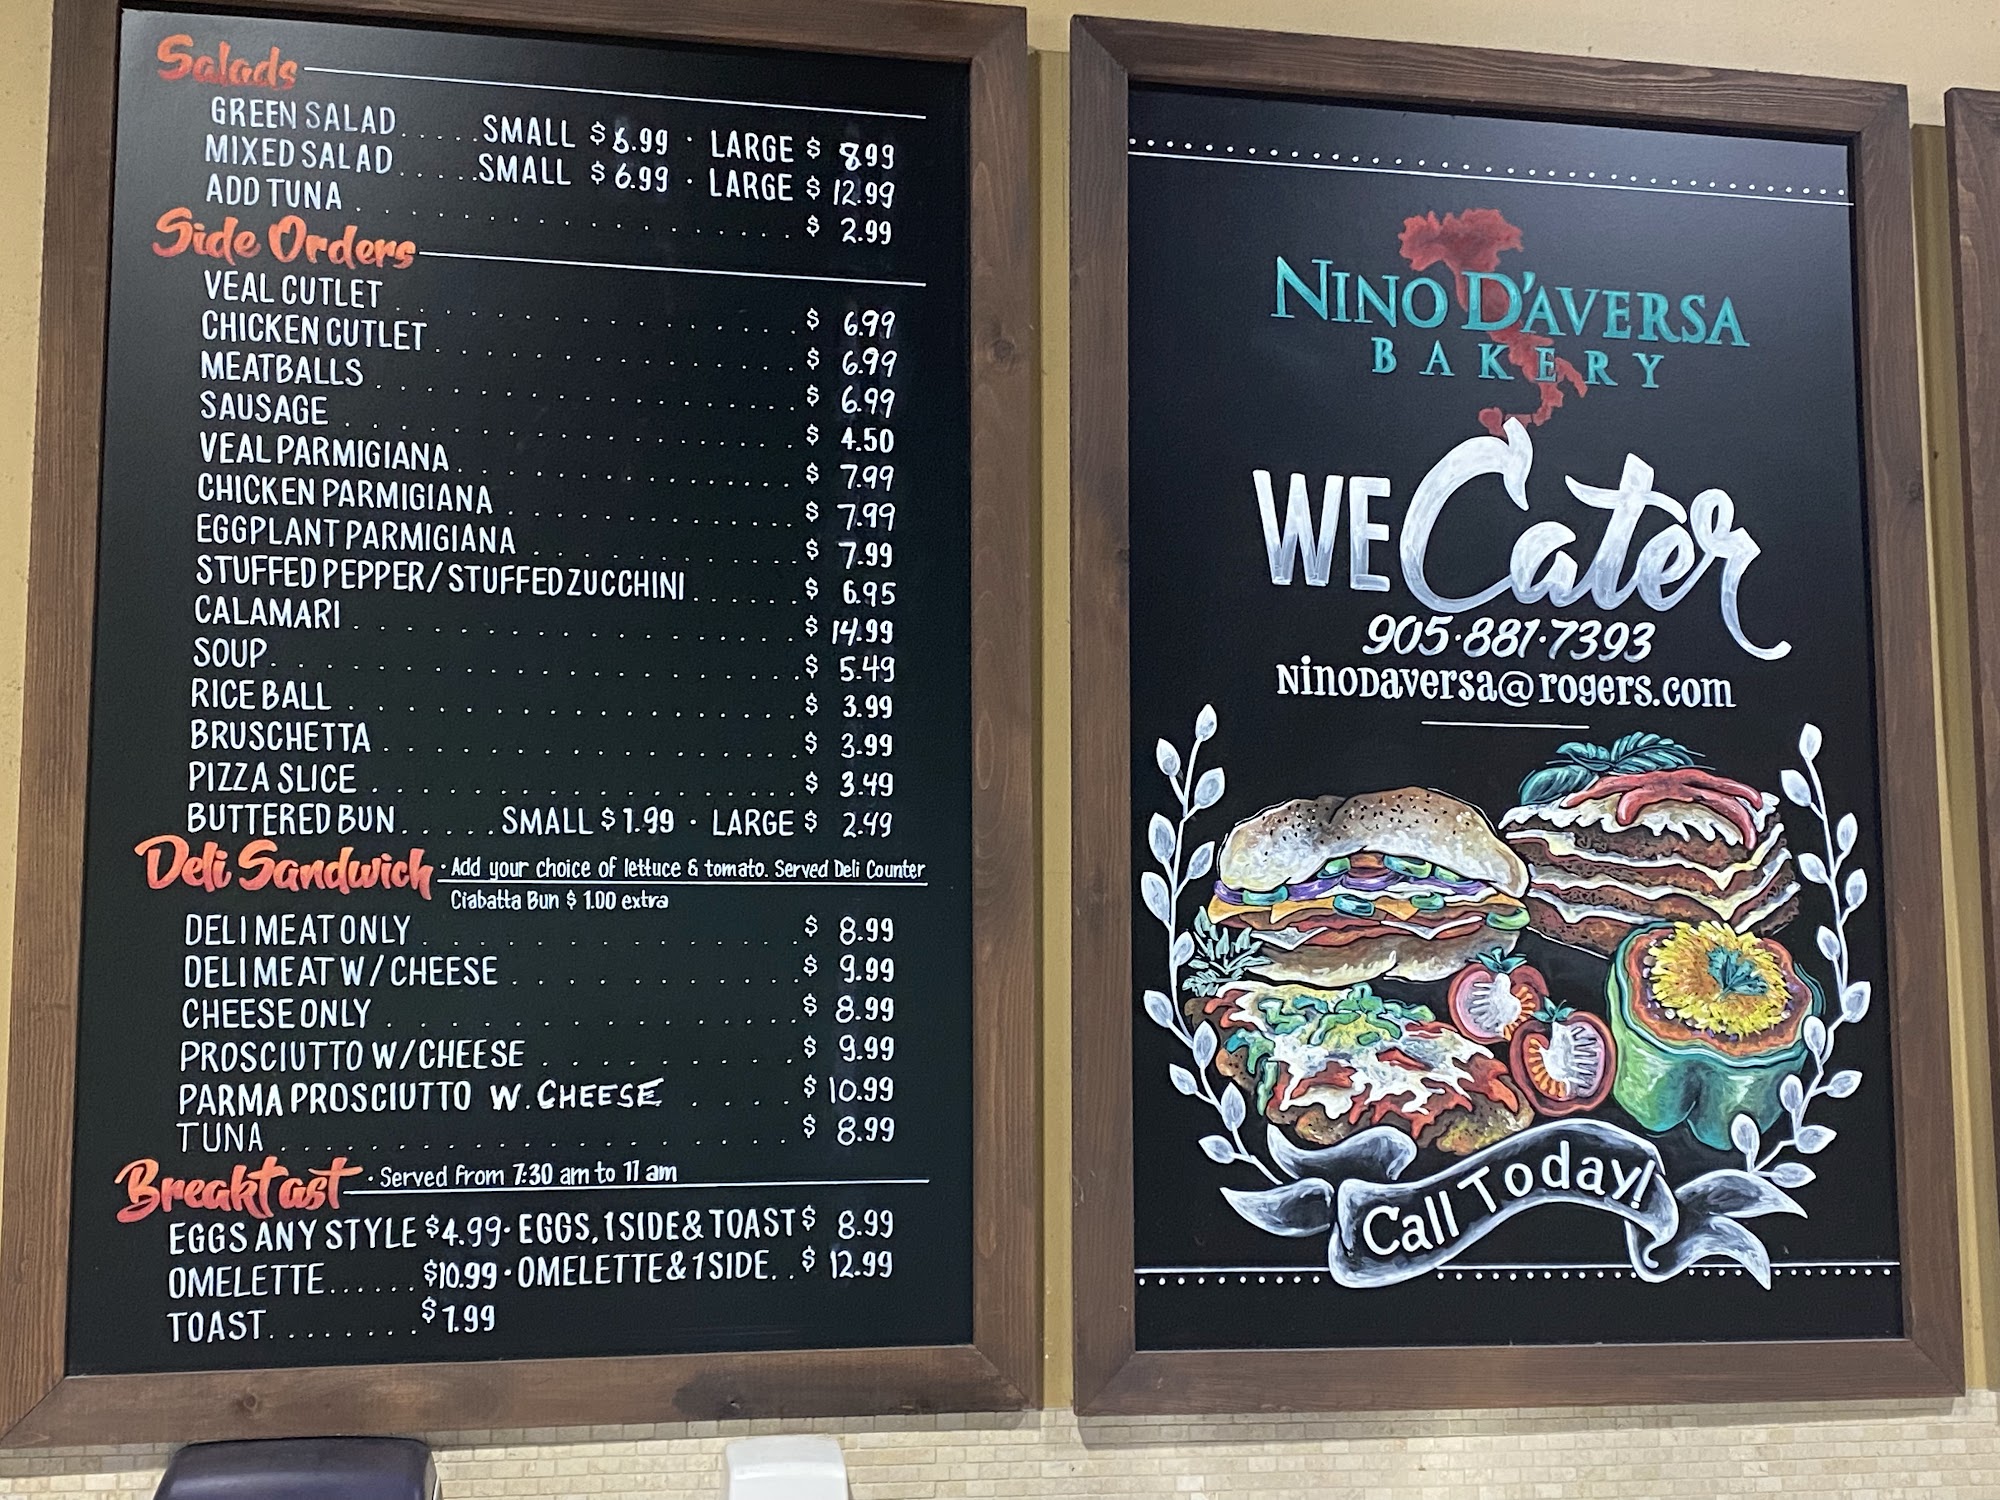 Salads
GREEN SALAD.....SMALL $6.99 · LARGE $ 8.99
MIXED SALAD.....SMALL $6.99 · LARGE $ 12.99
ADD TUNA................$ 2.99
Side Orders
VEAL CUTLET................$ 6.99
CHICKEN CUTLET................$ 6.99
MEATBALLS................$ 6.99
SAUSAGE................$ 4.50
VEAL PARMIGIANA................$ 7.99
CHICKEN PARMIGIANA.............$ 7.99
EGGPLANT PARMIGIANA............$ 7.99
STUFFED PEPPER/STUFFED ZUCCHINI......$ 6.95
CALAMARI................$ 14.99
SOUP................$ 5.49
RICE BALL................$ 3.99
BRUSCHETTA................$ 3.99
PIZZA SLICE................$ 3.49
BUTTERED BUN.....SMALL $1.99 · LARGE $ 2.49
Deli Sandwich · Add your choice of lettuce & tomato. Served Deli Counter
Ciabatta Bun $ 1.00 extra
DELI MEAT ONLY................$ 8.99
DELI MEAT W/ CHEESE............$ 9.99
CHEESE ONLY................$ 8.99
PROSCIUTTO W/CHEESE..........$ 9.99
PARMA PROSCIUTTO W. CHEESE ....$ 10.99
TUNA................$ 8.99
Breakfast · Served from 7:30 am to 11 am
EGGS ANY STYLE $4.99 · EGGS, 1 SIDE & TOAST $ 8.99
OMELETTE......$10.99 · OMELETTE & 1 SIDE..$ 12.99
TOAST........$1.99
NINO D'AVERSA
BAKERY
WE Cater
905·881·7393
NinoDaversa@rogers.com
Call Today!